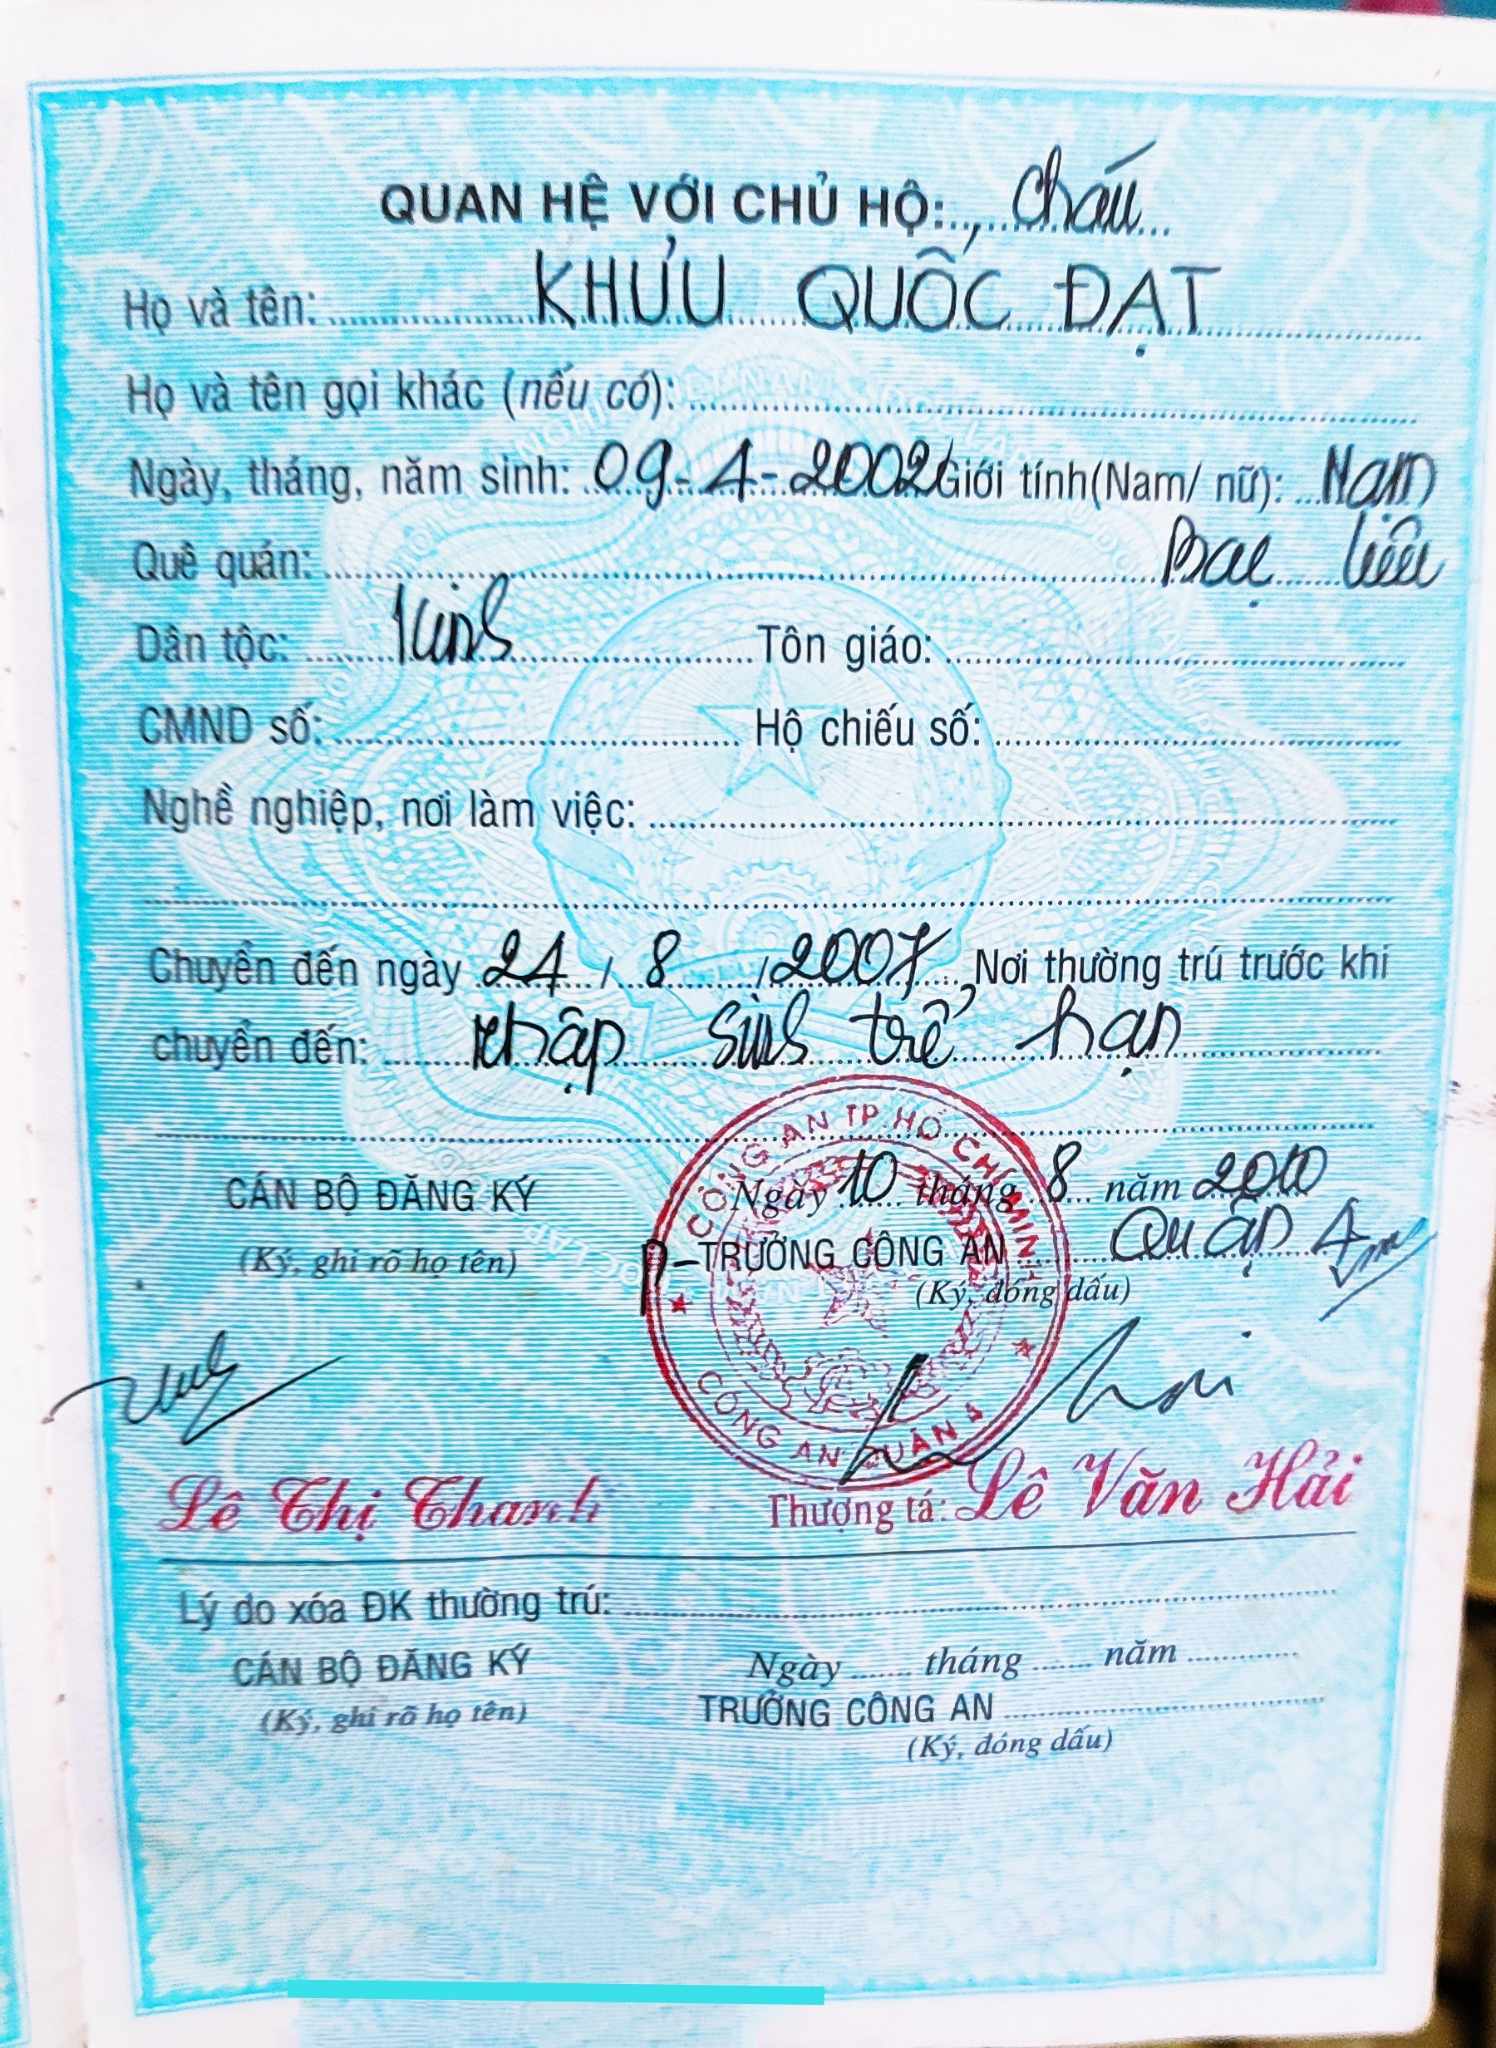 QUAN HỆ VỚI CHỦ HỘ: Cháu
Họ và tên: KHỬU QUỐC ĐẠT
Họ và tên gọi khác (nếu có):
Ngày, tháng, năm sinh: 09-4-2002 Giới tính(Nam/ nữ): Nam
Quê quán: Bạc Liêu
Dân tộc: Kinh Tôn giáo:
CMND số: Hộ chiếu số:
Nghề nghiệp, nơi làm việc:
Chuyển đến ngày 24 / 8 / 2007 Nơi thường trú trước khi
chuyển đến: nhập sinh trễ hạn
CÁN BỘ ĐĂNG KÝ Ngày 10 tháng 8 năm 2010
(Ký, ghi rõ họ tên) P-TRƯỞNG CÔNG AN Quận 4
(Ký, đóng dấu)
CÔNG AN TP. HỒ CHÍ MINH
CÔNG AN QUẬN 4
Lê Thị Thanh Thượng tá: Lê Văn Hải
Lý do xóa ĐK thường trú:
CÁN BỘ ĐĂNG KÝ Ngày tháng năm
(Ký, ghi rõ họ tên) TRƯỞNG CÔNG AN
(Ký, đóng dấu)